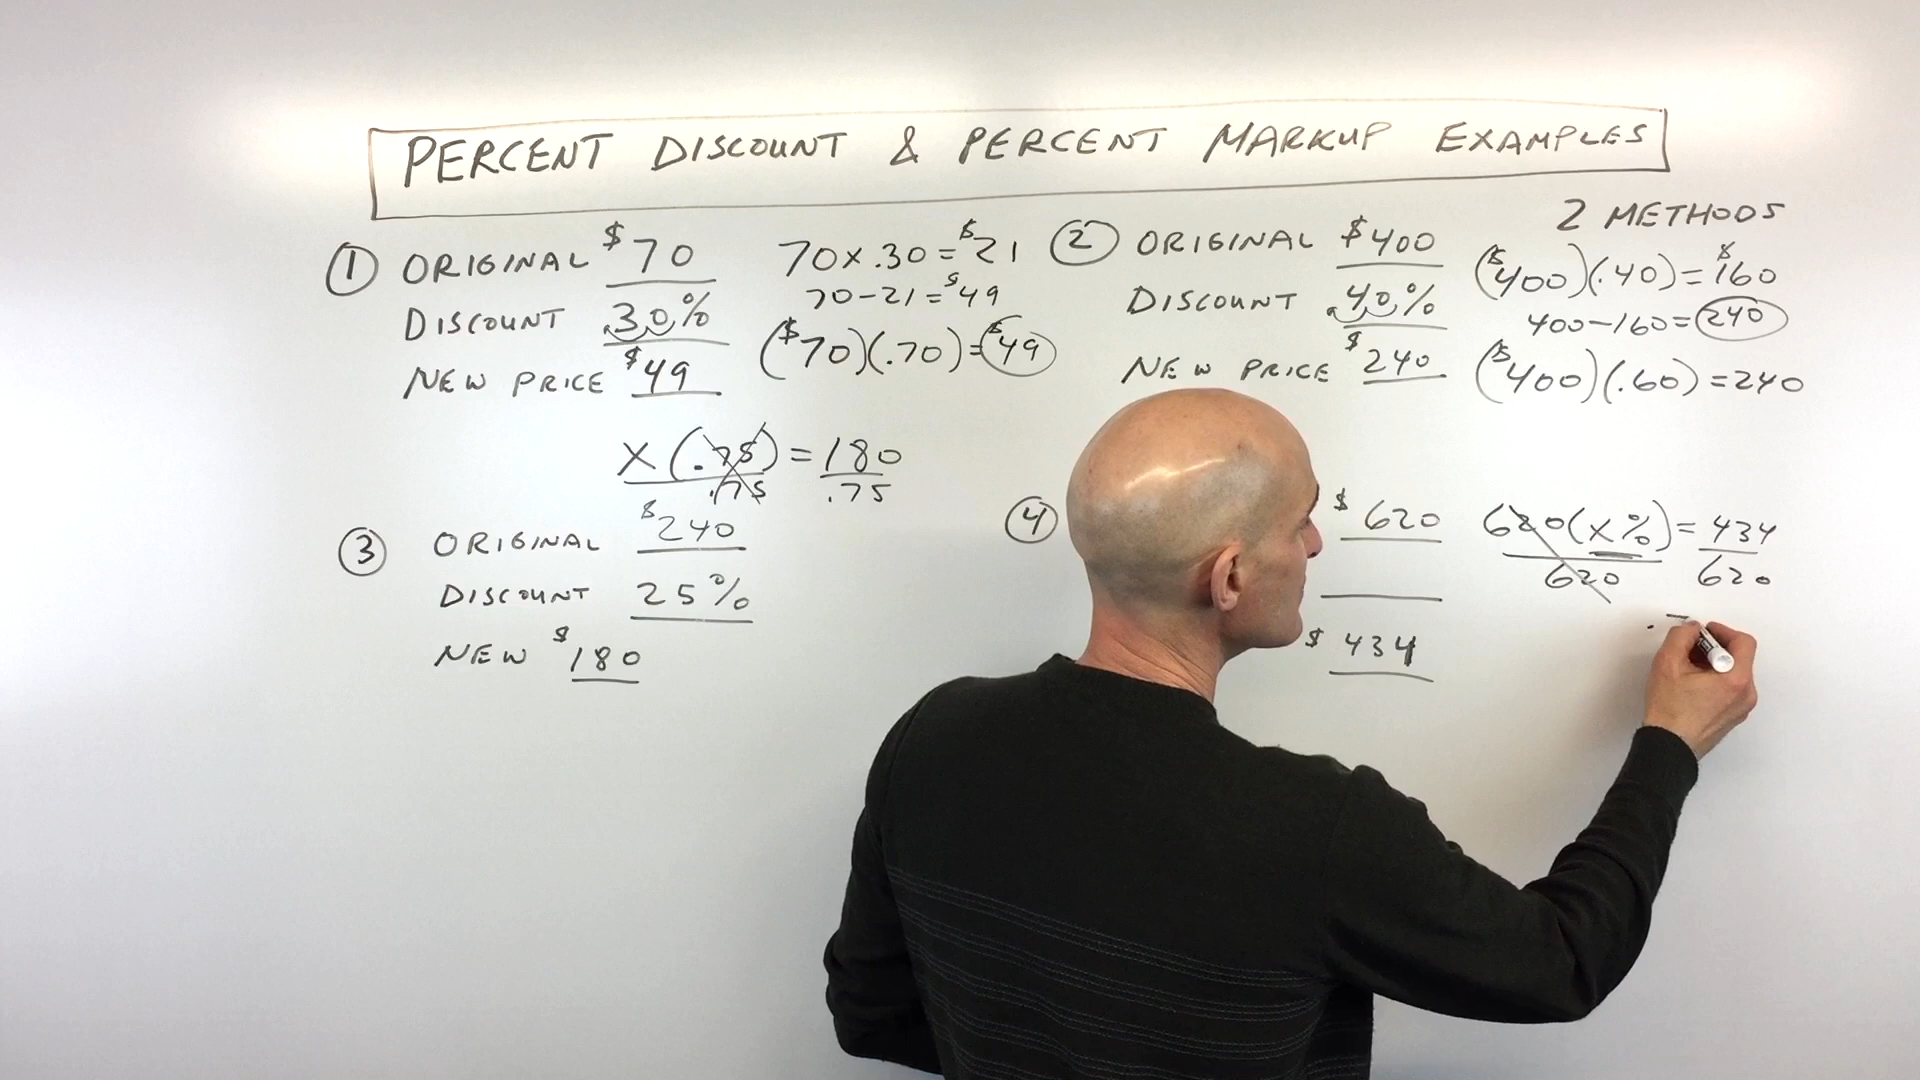 PERCENT DISCOUNT & PERCENT MARKUP EXAMPLES
① ORIGINAL $70
DISCOUNT 30%
NEW PRICE $49
70 x .30 = $21
70 - 21 = $49
($70)(.70) = $49
② ORIGINAL $400
DISCOUNT 40%
NEW PRICE $240
2 METHODS
($400)(.40) = $160
400 - 160 = 240
($400)(.60) = 240
x(.75) = 180
.75 .75
③ ORIGINAL $240
DISCOUNT 25%
NEW $180
④ $620
$434
620(x%) = 434
620 620
.7